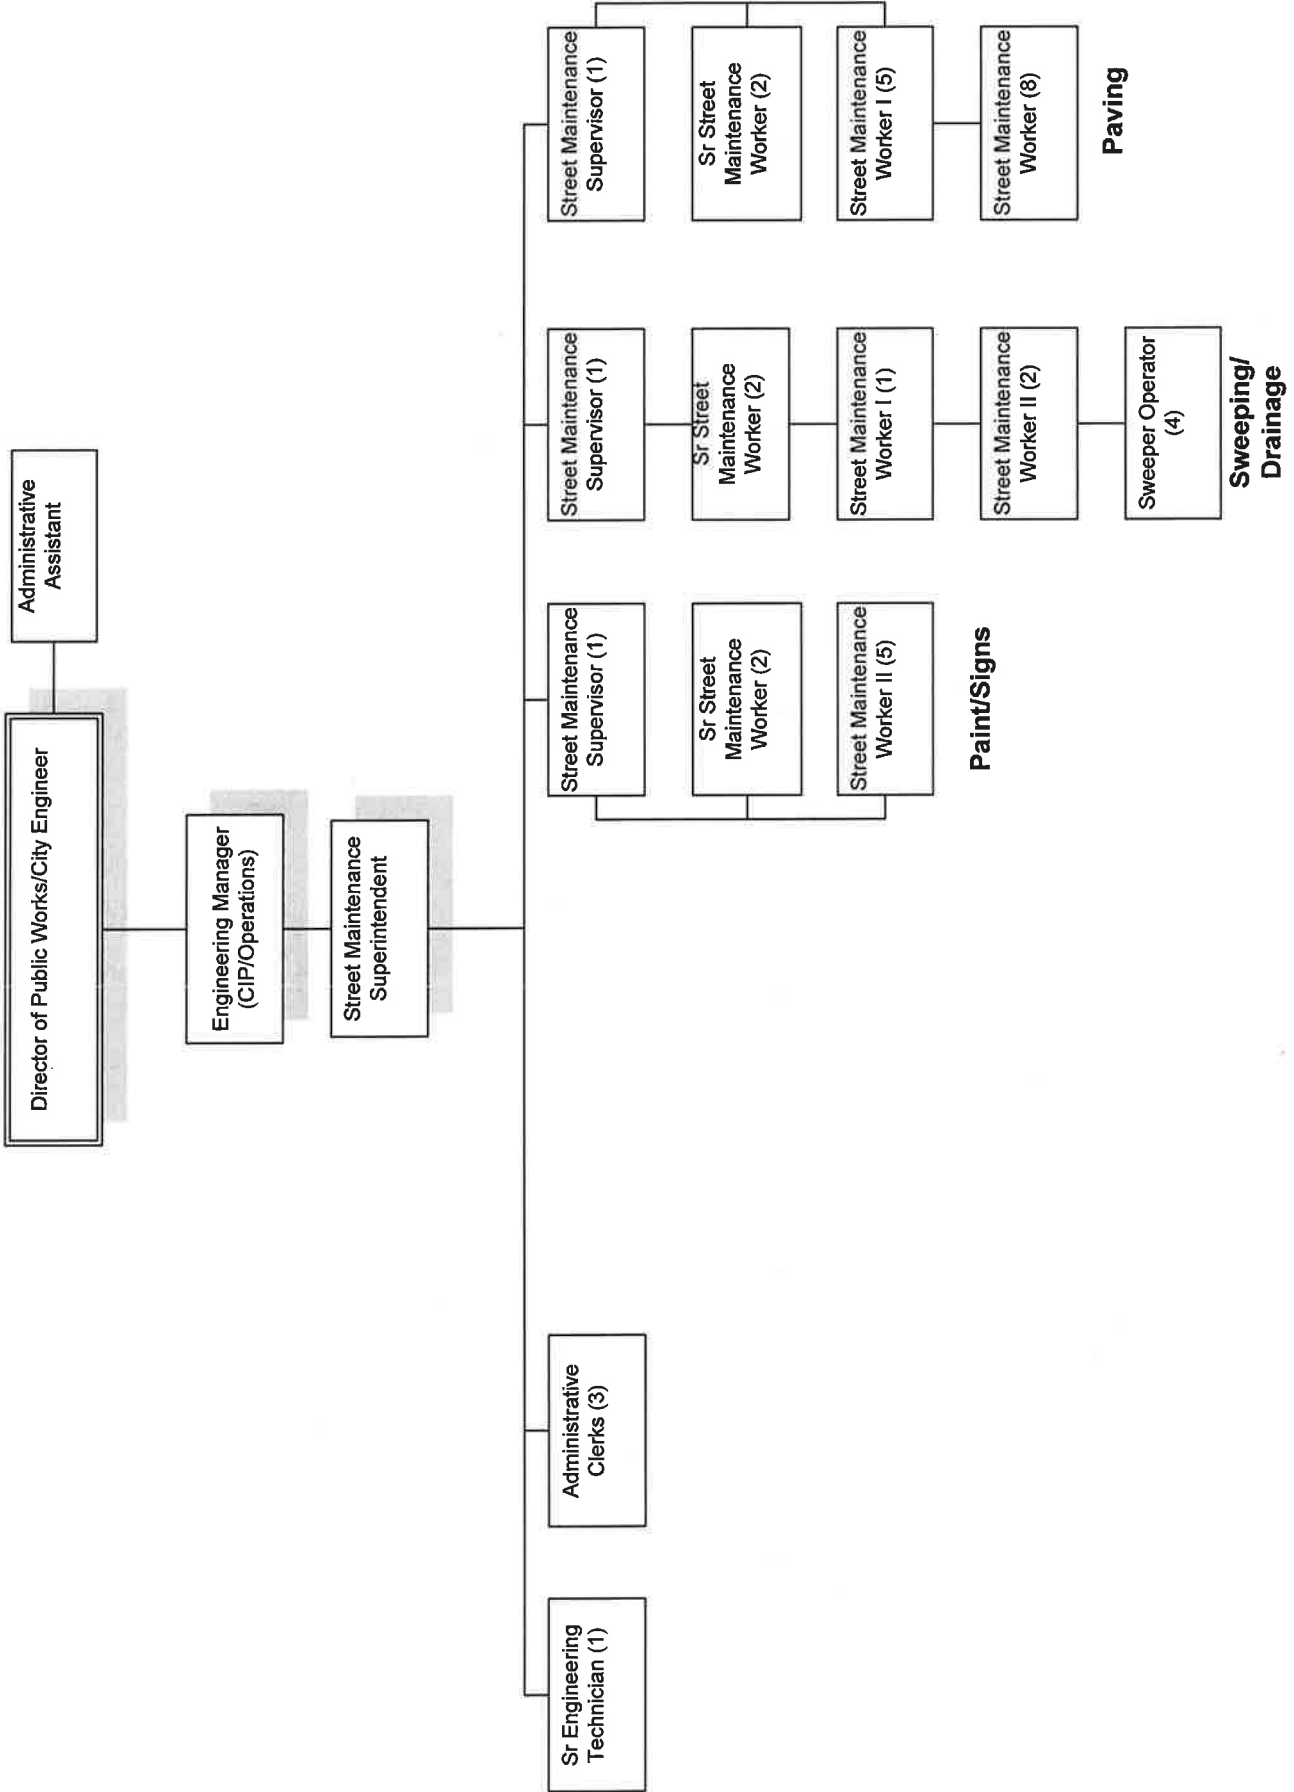 Administrative
Assistant
Director of Public Works/City Engineer
Engineering Manager
(CIP/Operations)
Street Maintenance
Superintendent
Sr Engineering
Technician (1)
Administrative
Clerks (3)
Street Maintenance
Supervisor (1)
Sr Street
Maintenance
Worker (2)
Street Maintenance
Worker II (5)
Paint/Signs
Street Maintenance
Supervisor (1)
Sr Street
Maintenance
Worker (2)
Street Maintenance
Worker I (1)
Street Maintenance
Worker II (2)
Sweeper Operator
(4)
Sweeping/
Drainage
Street Maintenance
Supervisor (1)
Sr Street
Maintenance
Worker (2)
Street Maintenance
Worker I (5)
Street Maintenance
Worker (8)
Paving